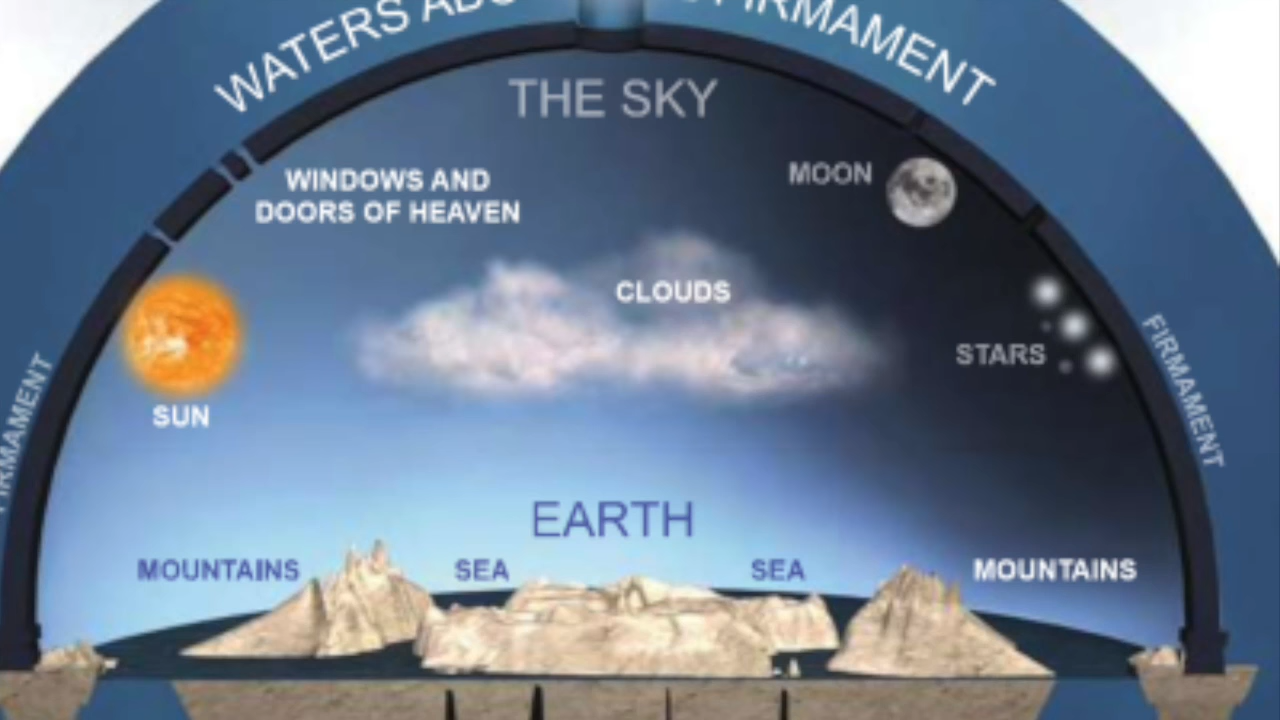 WATERS
FIRMAMENT
THE SKY
MOON
WINDOWS AND
DOORS OF HEAVEN
CLOUDS
STARS
SUN
FIRMAMENT
FIRMAMENT
EARTH
MOUNTAINS
SEA
SEA
MOUNTAINS